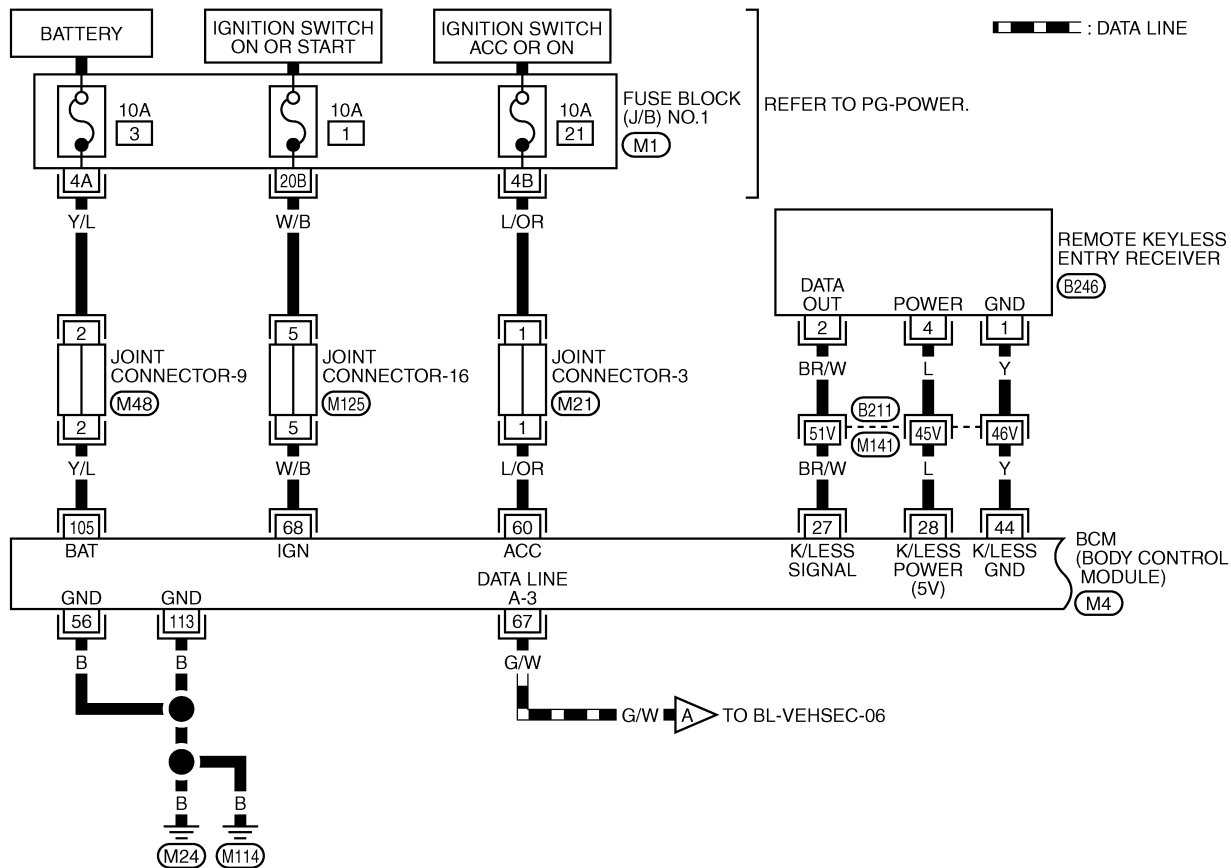 BATTERY
IGNITION SWITCH
ON OR START
IGNITION SWITCH
ACC OR ON
: DATA LINE
10A
3
10A
1
10A
21
FUSE BLOCK
(J/B) NO.1
M1
REFER TO PG-POWER.
4A
20B
4B
Y/L
W/B
L/OR
REMOTE KEYLESS
ENTRY RECEIVER
B246
DATA
OUT
POWER
GND
2
4
1
2
5
1
JOINT
CONNECTOR-9
M48
JOINT
CONNECTOR-16
M125
JOINT
CONNECTOR-3
M21
BR/W
L
Y
B211
M141
51V
45V
46V
2
5
1
Y/L
W/B
L/OR
BR/W
L
Y
105
68
60
27
28
44
BAT
IGN
ACC
K/LESS
SIGNAL
K/LESS
POWER
(5V)
K/LESS
GND
BCM
(BODY CONTROL
MODULE)
M4
GND
GND
DATA LINE
A-3
56
113
67
B
B
G/W
G/W
A
TO BL-VEHSEC-06
B
B
M24
M114